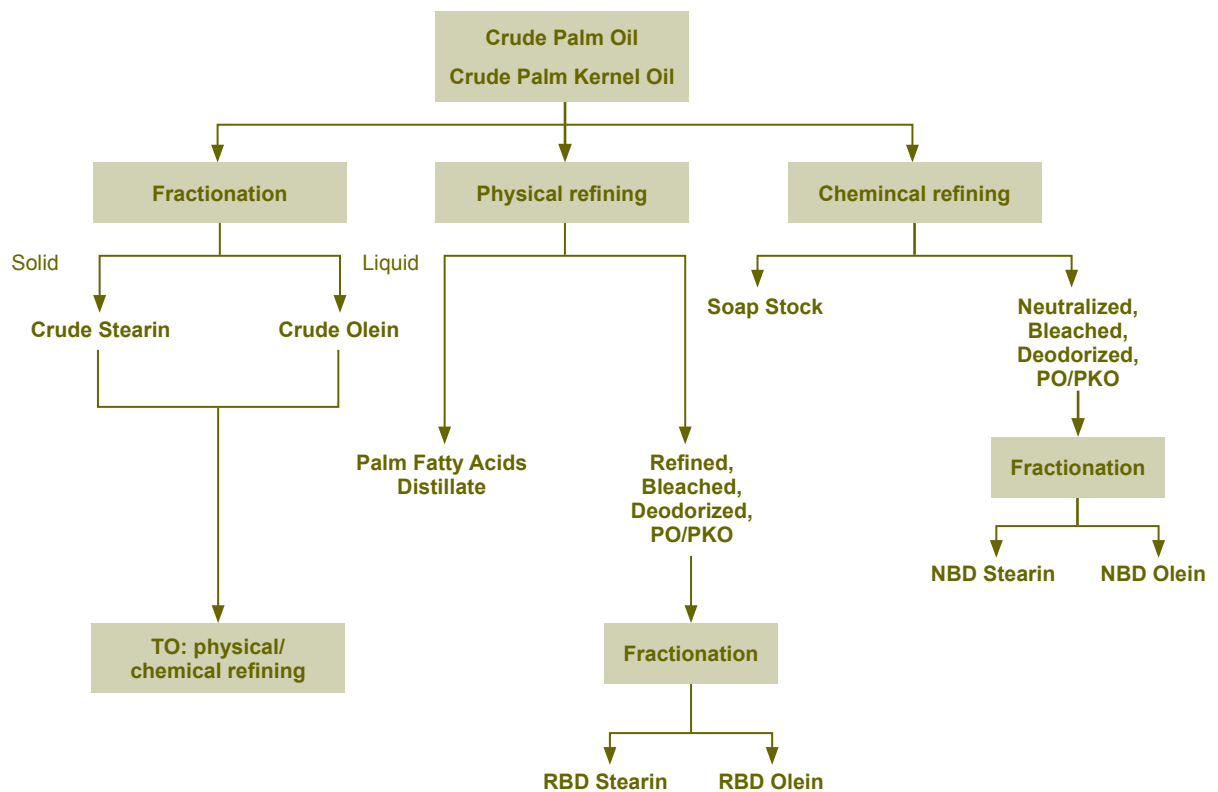 Crude Palm Oil
Crude Palm Kernel Oil
Fractionation
Physical refining
Chemincal refining
Solid
Liquid
Crude Stearin
Crude Olein
Soap Stock
Neutralized,
Bleached,
Deodorized,
PO/PKO
Palm Fatty Acids
Distillate
Refined,
Bleached,
Deodorized,
PO/PKO
Fractionation
NBD Stearin
NBD Olein
TO: physical/
chemical refining
Fractionation
RBD Stearin
RBD Olein